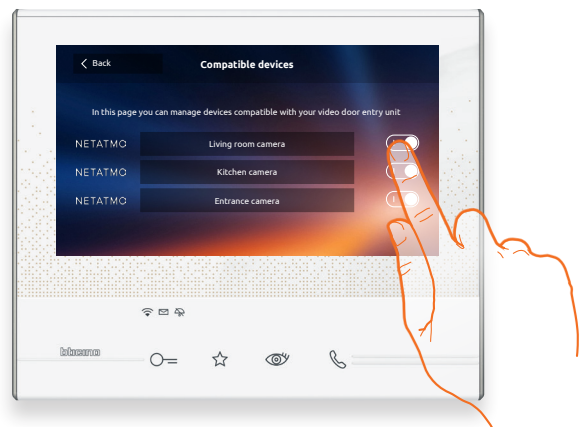 Back
Compatible devices
In this page you can manage devices compatible with your video door entry unit
NETATMO Living room camera
NETATMO Kitchen camera
NETATMO Entrance camera
bticino